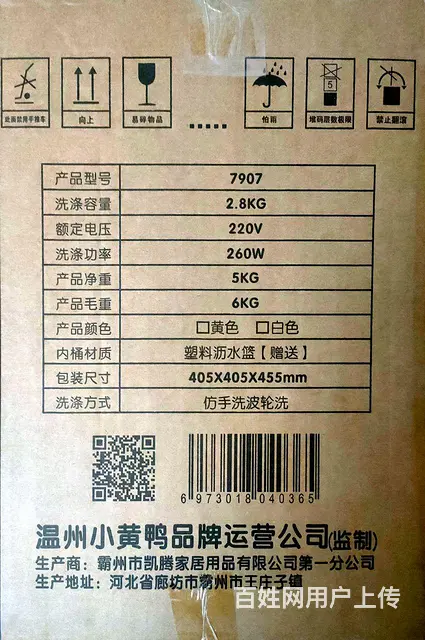 此面禁用手推车
向上
易碎物品
怕雨
5
堆码层数极限
禁止翻滚
产品型号 7907
洗涤容量 2.8KG
额定电压 220V
洗涤功率 260W
产品净重 5KG
产品毛重 6KG
产品颜色 口黄色 口白色
内桶材质 塑料沥水篮【赠送】
包装尺寸 405X405X455mm
洗涤方式 仿手洗波轮洗
6 973018 040365
温州小黄鸭品牌运营公司(监制)
生产商：霸州市凯腾家居用品有限公司第一分公司
生产地址：河北省廊坊市霸州市王庄子镇
百姓网用户上传